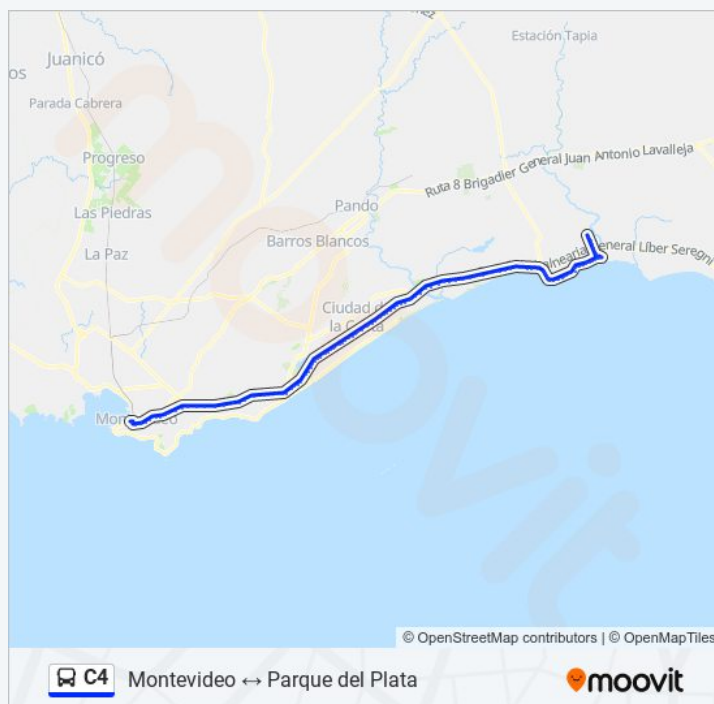 Estación Tapia
Juanicó
Parada Cabrera
Progreso
Ruta 8 Brigadier General Juan Antonio Lavalleja
Pando
Las Piedras
Barros Blancos
La Paz
General Líber Seregni
Ciudad de
la Costa
moovit
© OpenStreetMap contributors | © OpenMapTiles
C4 Montevideo ↔ Parque del Plata
moovit